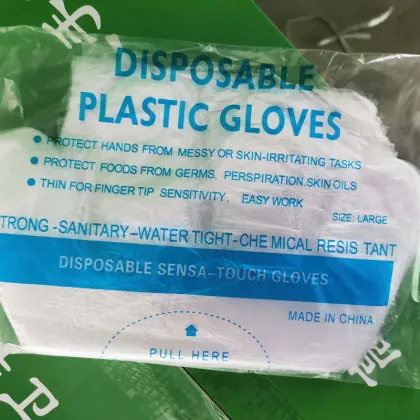 DISPOSABLE
PLASTIC GLOVES
• PROTECT HANDS FROM MESSY OR SKIN-IRRITATING TASKS
• PROTECT FOODS FROM GERMS, PERSPIRATION.SKIN OILS
• THIN FOR FINGER TIP SENSITIVITY, EASY WORK
SIZE: LARGE
TRONG -SANITARY-WATER TIGHT-CHE MICAL RESIS TANT
DISPOSABLE SENSA-TOUCH GLOVES
MADE IN CHINA
PULL HERE